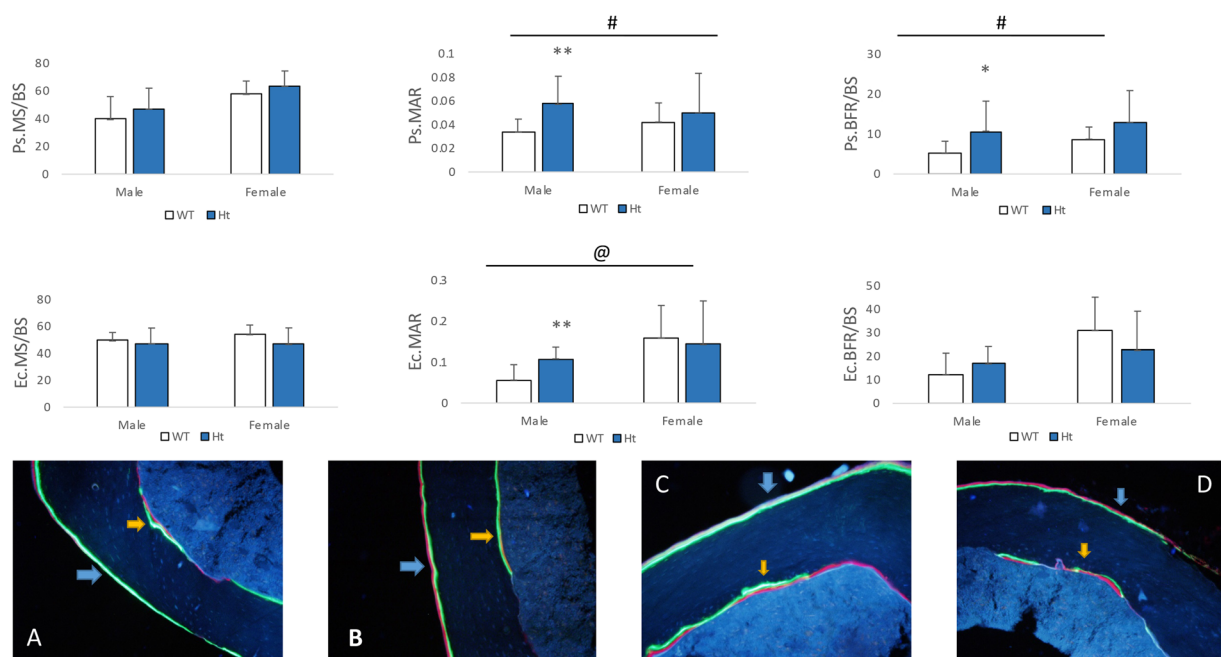 #
#
Ps.MS/BS
80
60
40
20
0
Male
Female
WT
Ht
Ps.MAR
0.1
0.08
0.06
0.04
0.02
0
**
Male
Female
WT
Ht
Ps.BFR/BS
30
20
10
0
*
Male
Female
WT
Ht
@
Ec.MS/BS
80
60
40
20
0
Male
Female
WT
Ht
Ec.MAR
0.3
0.2
0.1
0
**
Male
Female
WT
Ht
Ec.BFR/BS
50
40
30
20
10
0
Male
Female
WT
Ht
A
B
C
D